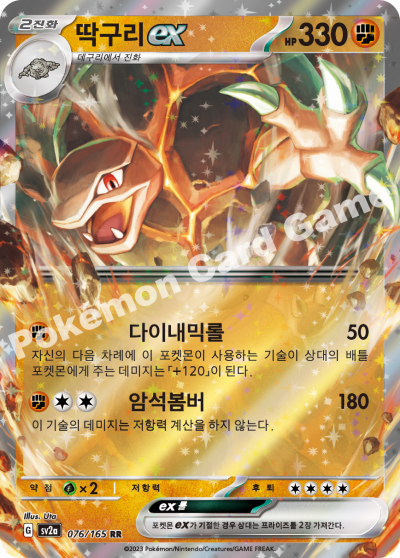 2진화
딱구리 ex
HP 330
데구리에서 진화
다이내믹롤 50
자신의 다음 차례에 이 포켓몬이 사용하는 기술이 상대의 배틀
포켓몬에게 주는 데미지는 「+120」이 된다.
암석봄버 180
이 기술의 데미지는 저항력 계산을 하지 않는다.
약점 ×2 저항력 후퇴
Illus. Uta
G sv2a 076/165 RR
ex룰
포켓몬 ex가 기절한 경우 상대는 프라이즈를 2장 가져간다.
©2023 Pokémon/Nintendo/Creatures/GAME FREAK.
Pokémon Card Game